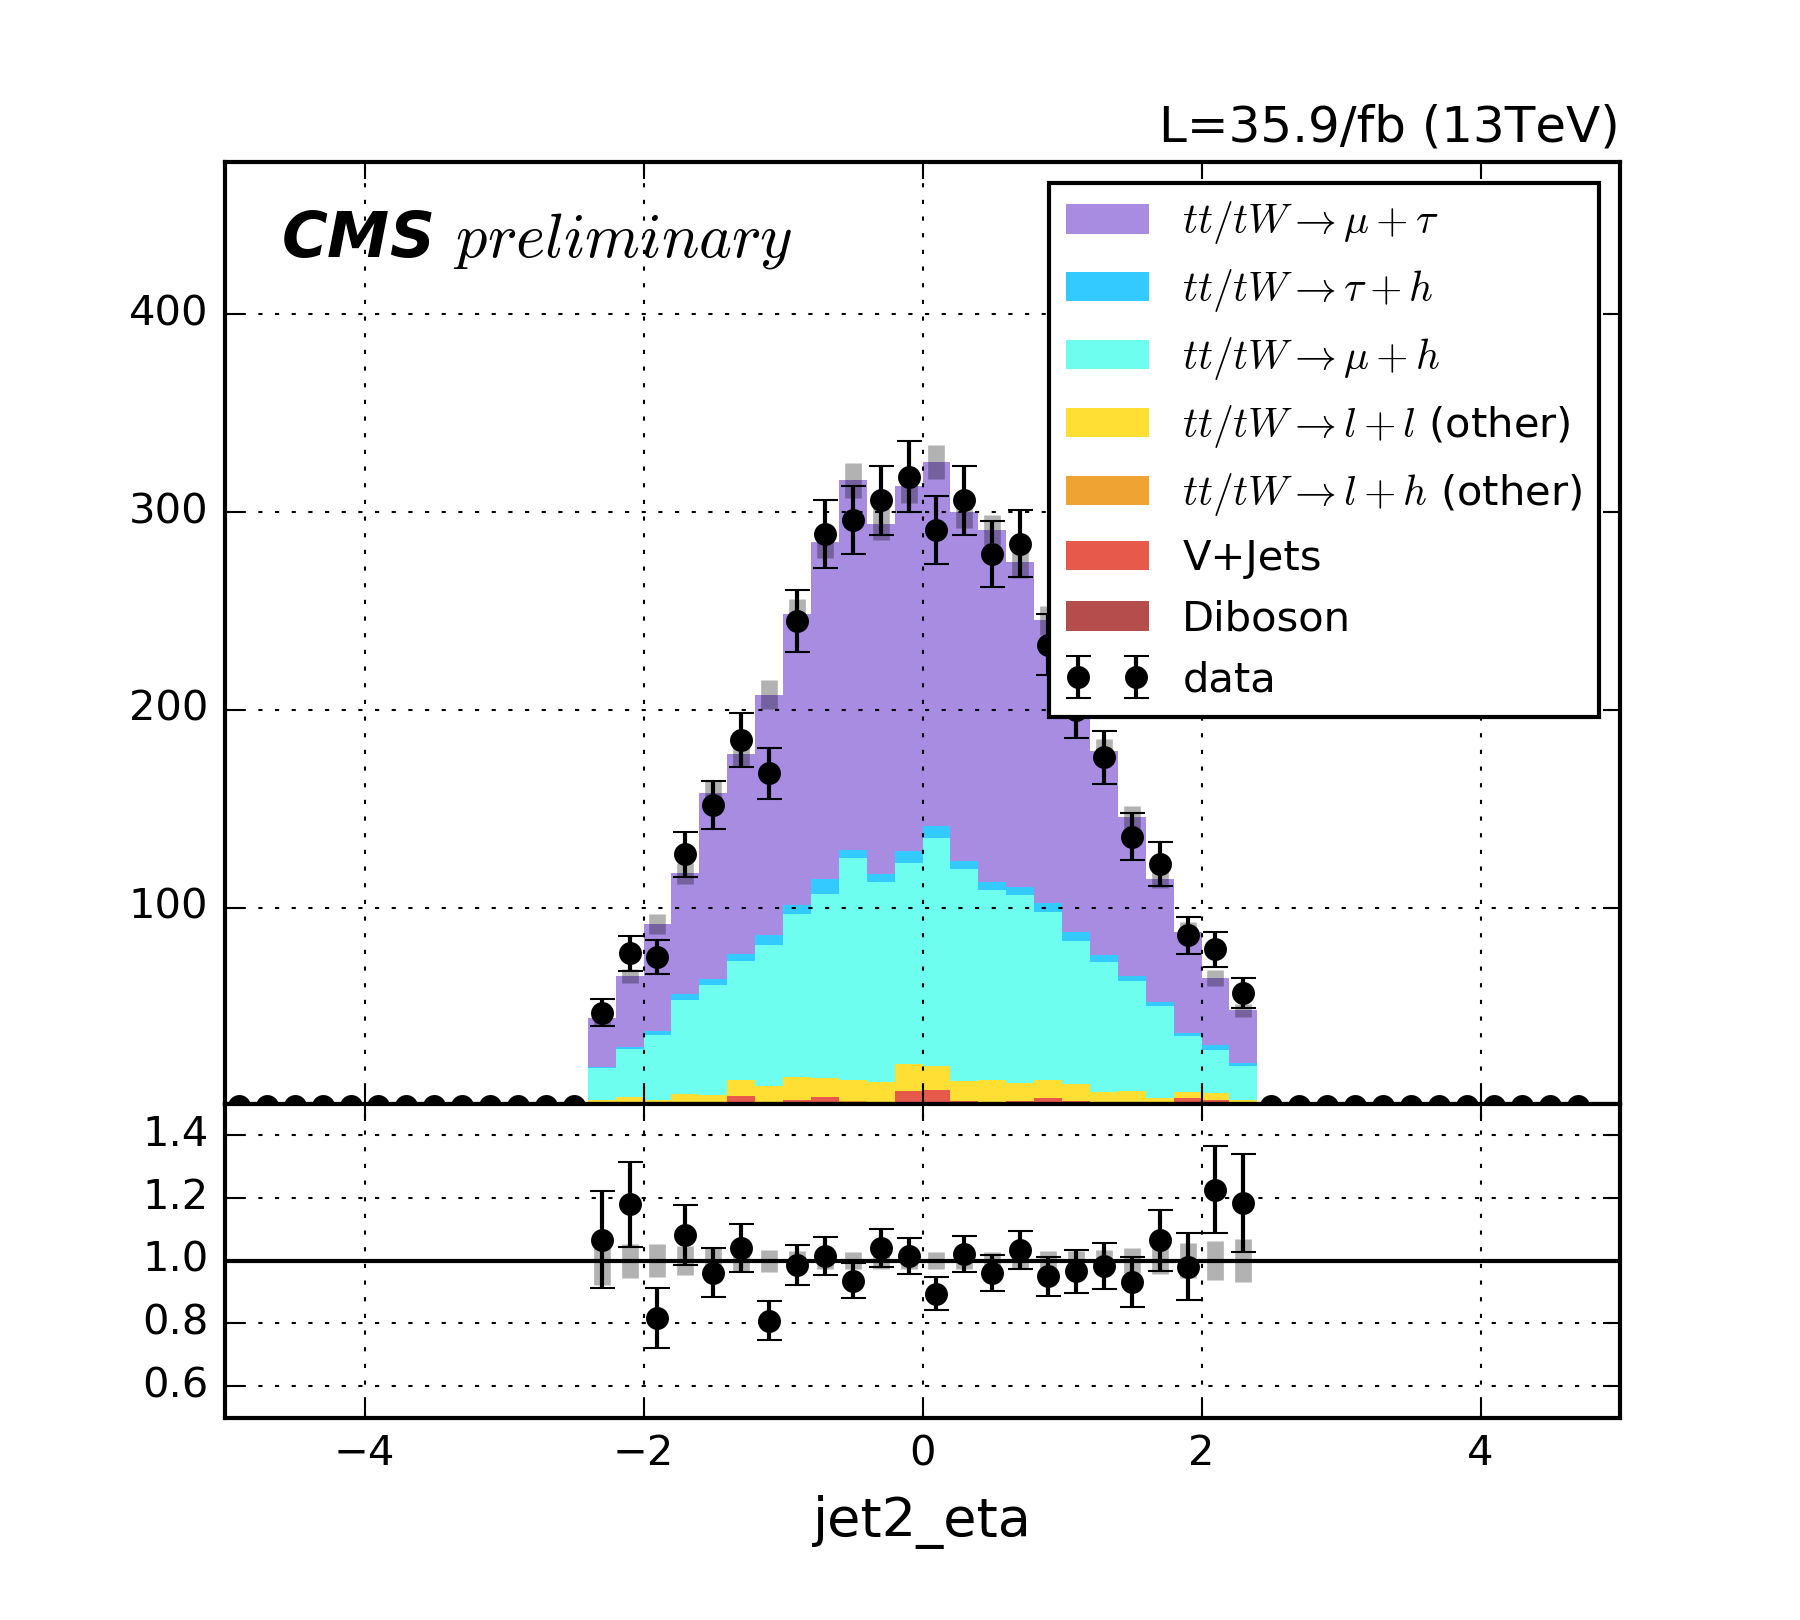 L=35.9/fb (13TeV)
CMS preliminary
tt/tW→μ+τ
tt/tW→τ+h
tt/tW→μ+h
tt/tW→l+l (other)
tt/tW→l+h (other)
V+Jets
Diboson
data
400
300
200
100
1.4
1.2
1.0
0.8
0.6
−4 −2 0 2 4
jet2_eta